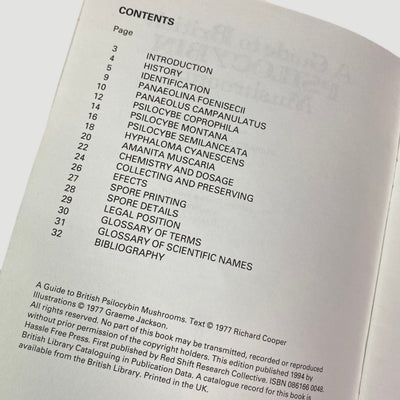 CONTENTS
Page
3 INTRODUCTION
4 HISTORY
5 IDENTIFICATION
9 PANAEOLINA FOENISECII
10 PANAEOLUS CAMPANULATUS
12 PSILOCYBE COPROPHILA
14 PSILOCYBE MONTANA
16 PSILOCYBE SEMILANCEATA
18 HYPHALOMA CYANESCENS
20 AMANITA MUSCARIA
22 CHEMISTRY AND DOSAGE
24 COLLECTING AND PRESERVING
26 EFECTS
27 SPORE PRINTING
28 SPORE DETAILS
29 LEGAL POSITION
30 GLOSSARY OF TERMS
31 GLOSSARY OF SCIENTIFIC NAMES
32 BIBLIOGRAPHY
A Guide to British Psilocybin Mushrooms. Text © 1977 Richard Cooper
Illustrations © 1977 Graeme Jackson.
All rights reserved. No part of this book may be transmitted, recorded or reproduced
without prior permission of the copyright holders. This edition published 1994 by
Hassle Free Press. First published by Red Shift Research Collective. ISBN 086166 0048.
British Library Cataloguing in Publication Data. A catalogue record for this book is
available from the British Library. Printed in the UK.